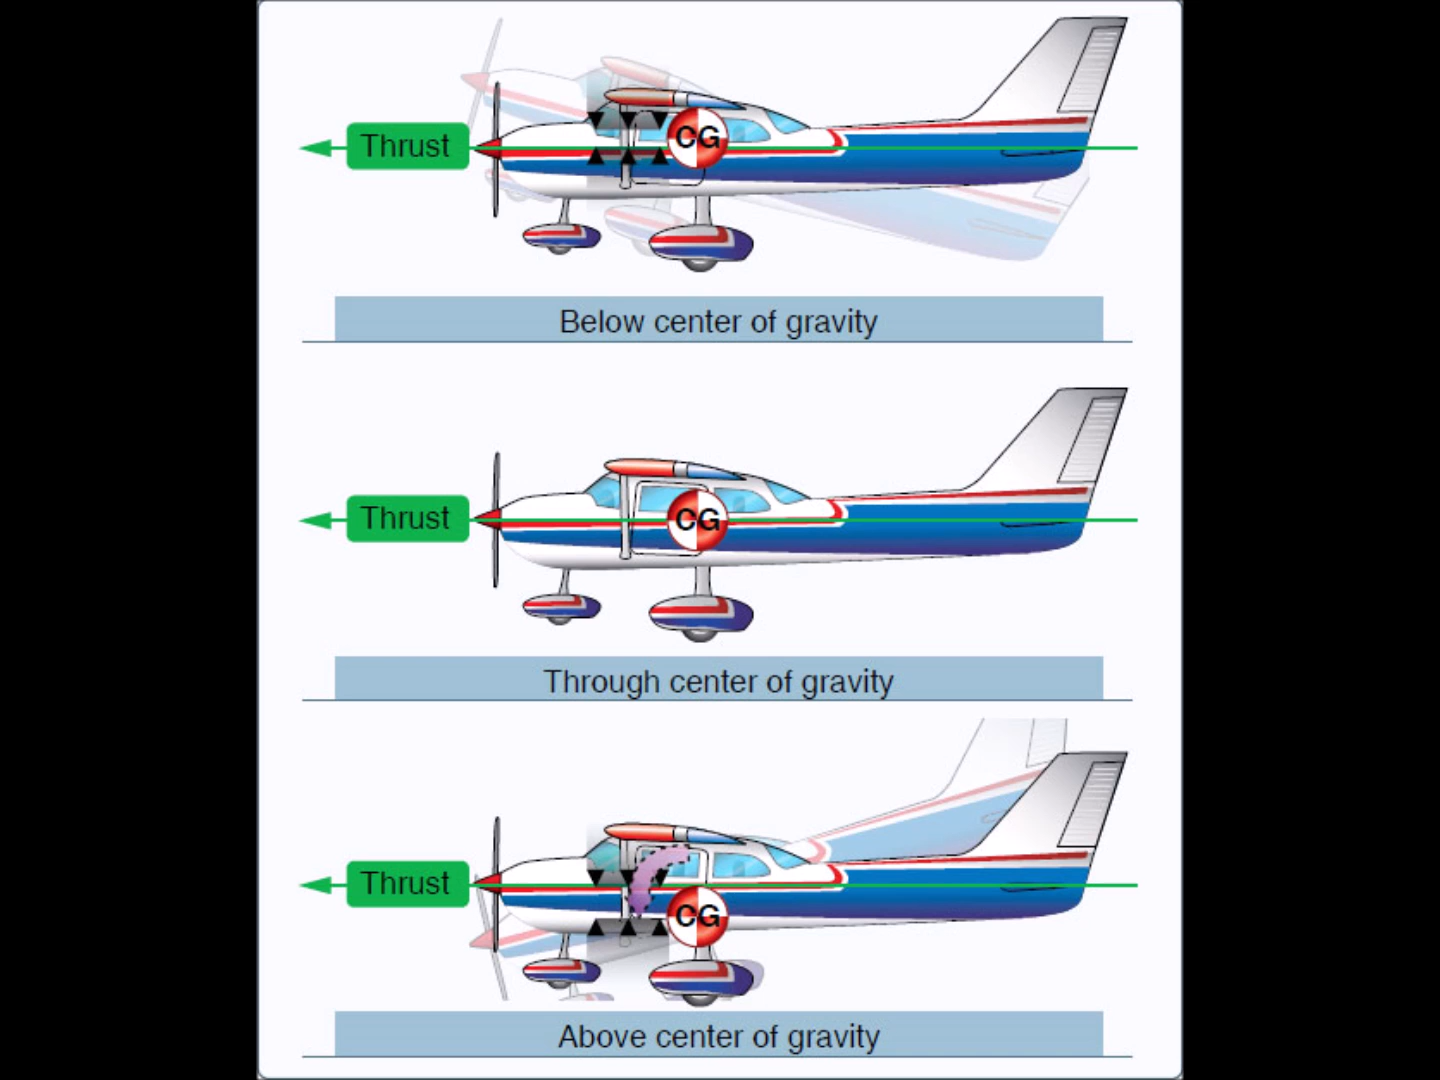 Thrust
CG
Below center of gravity
Thrust
CG
Through center of gravity
Thrust
CG
Above center of gravity